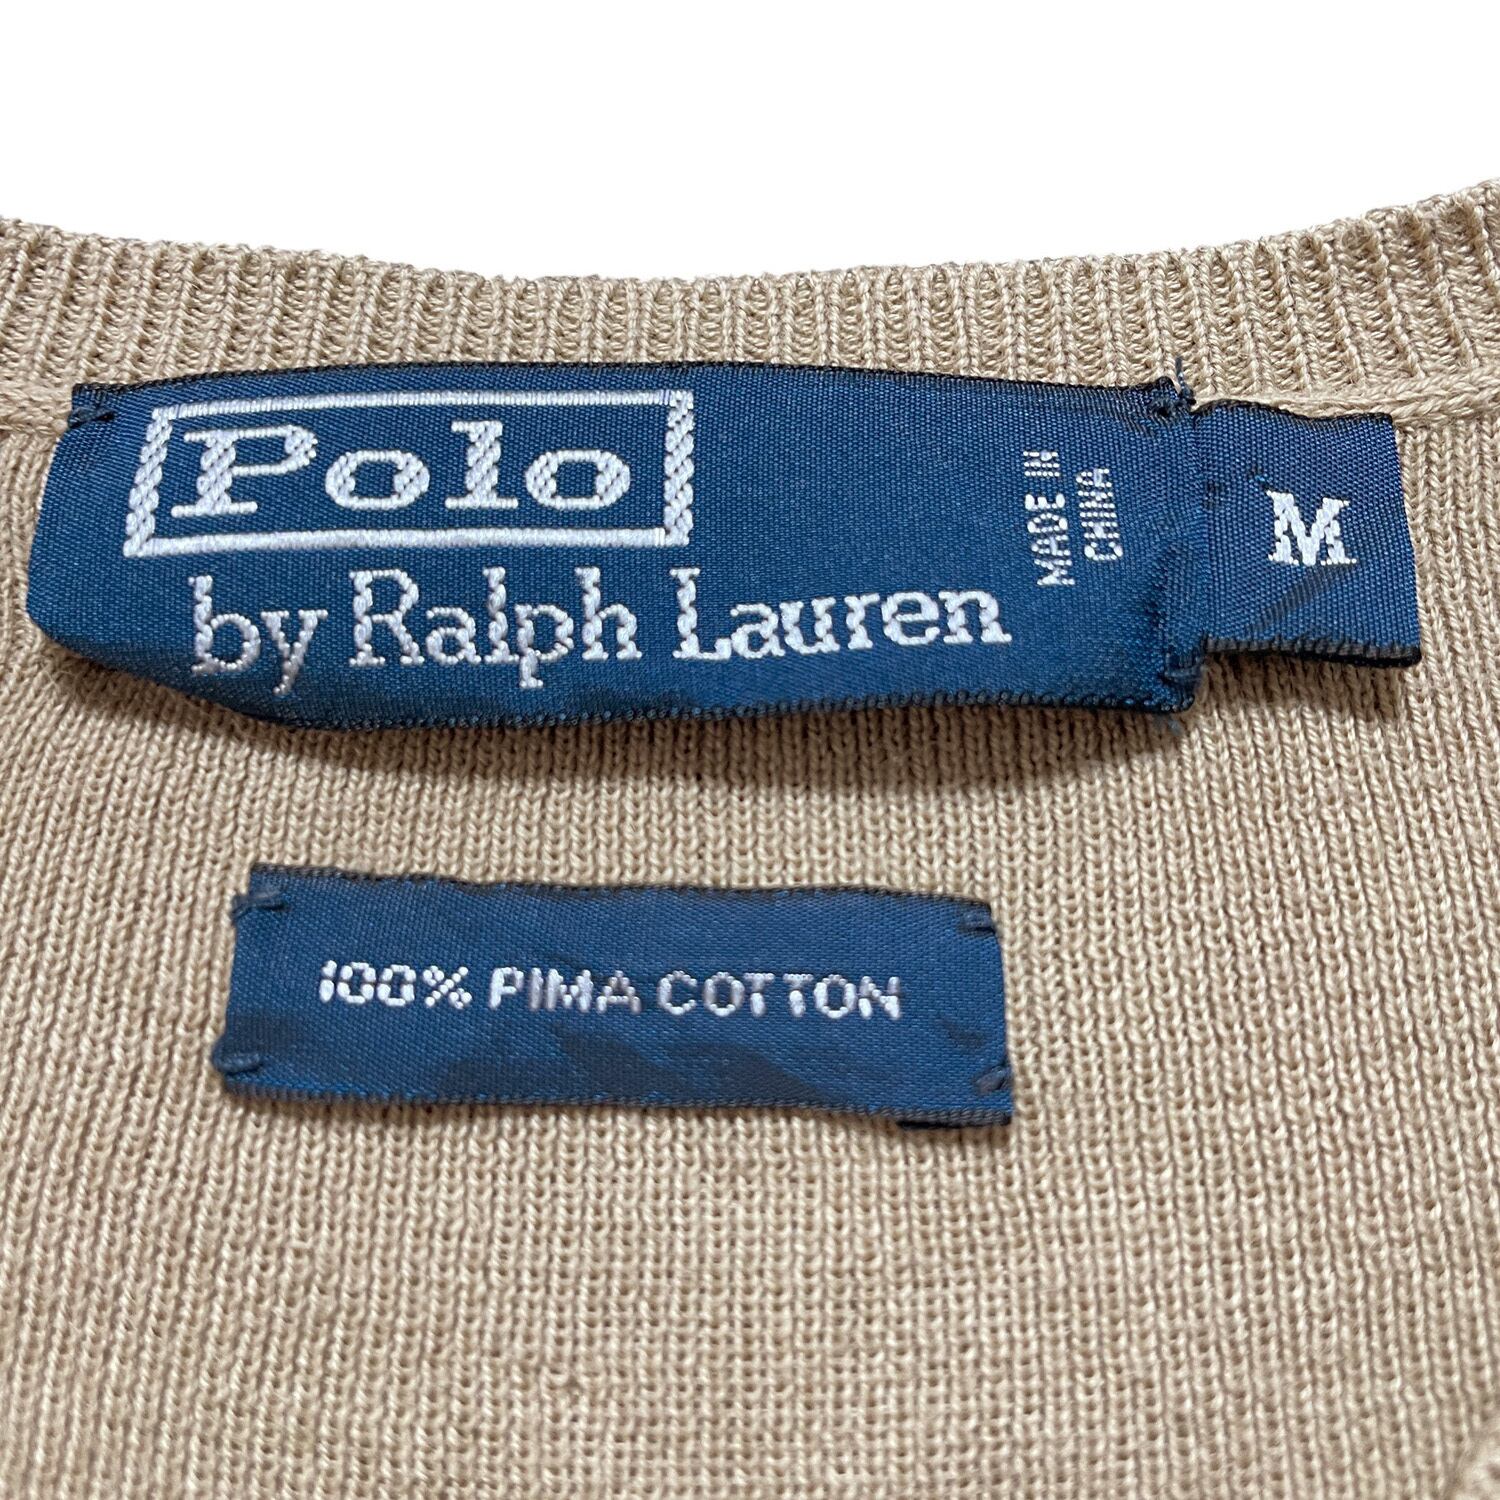 Polo
by Ralph Lauren
MADE IN
CHINA
M
100% PIMA COTTON